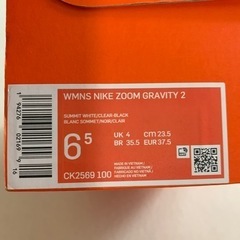 WMNS NIKE ZOOM GRAVITY 2
SUMMIT WHITE/CLEAR-BLACK
BLANC SOMMET/NOIR/CLAIR
6 5
UK 4 cm 23.5
BR 35.5 EUR 37.5
CK2569 100
MADE IN VIETNAM